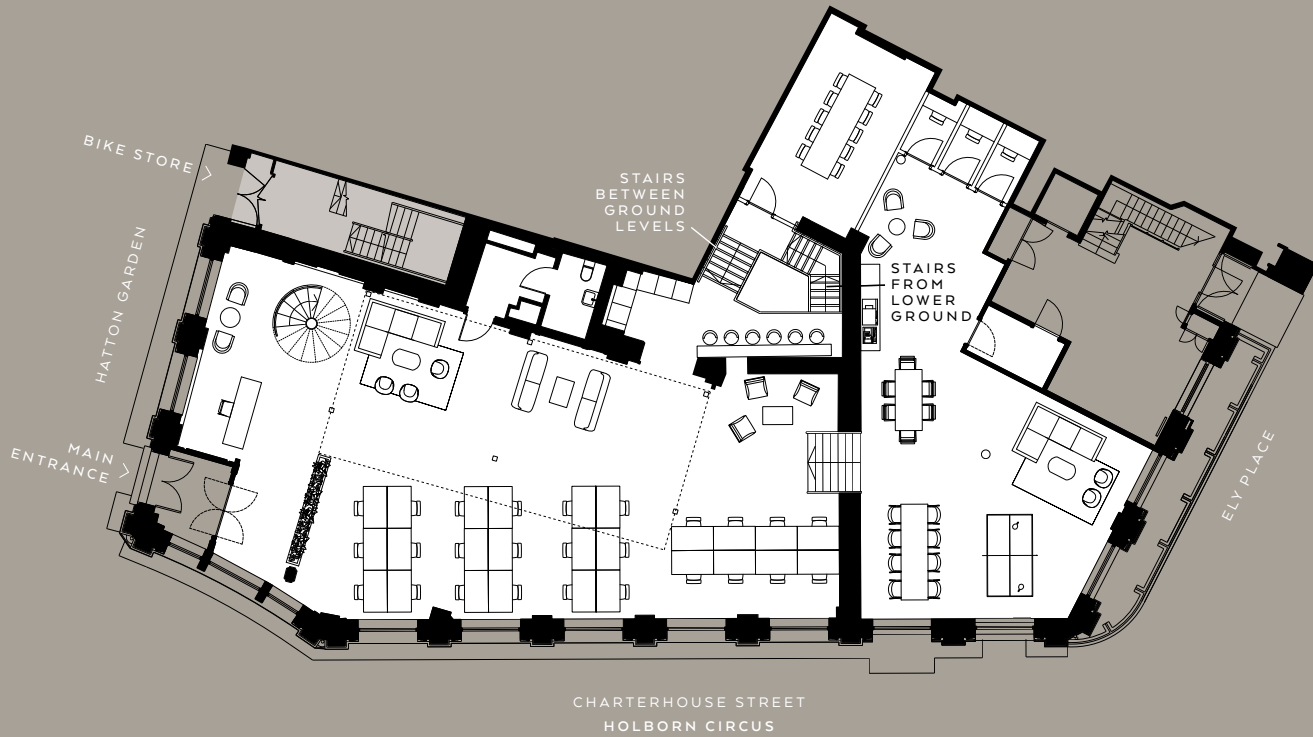 BIKE STORE
STAIRS
BETWEEN
GROUND
LEVELS
HATTON GARDEN
STAIRS
FROM
LOWER
GROUND
MAIN
ENTRANCE
ELY PLACE
CHARTERHOUSE STREET
HOLBORN CIRCUS